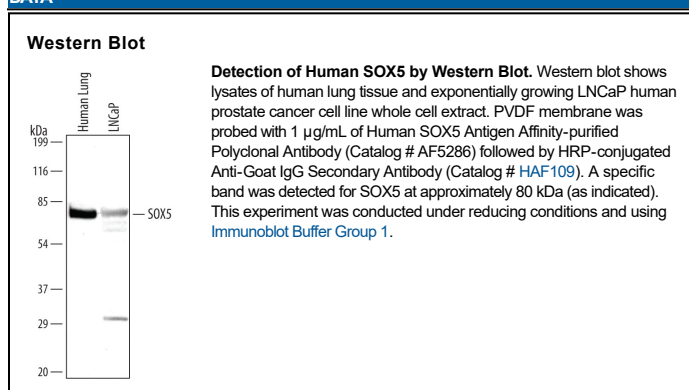 DATA
Western Blot
Human Lung
LNCaP
kDa
199
116
85
54
37
29
20
SOX5
Detection of Human SOX5 by Western Blot. Western blot shows
lysates of human lung tissue and exponentially growing LNCaP human
prostate cancer cell line whole cell extract. PVDF membrane was
probed with 1 µg/mL of Human SOX5 Antigen Affinity-purified
Polyclonal Antibody (Catalog # AF5286) followed by HRP-conjugated
Anti-Goat IgG Secondary Antibody (Catalog # HAF109). A specific
band was detected for SOX5 at approximately 80 kDa (as indicated).
This experiment was conducted under reducing conditions and using
Immunoblot Buffer Group 1.